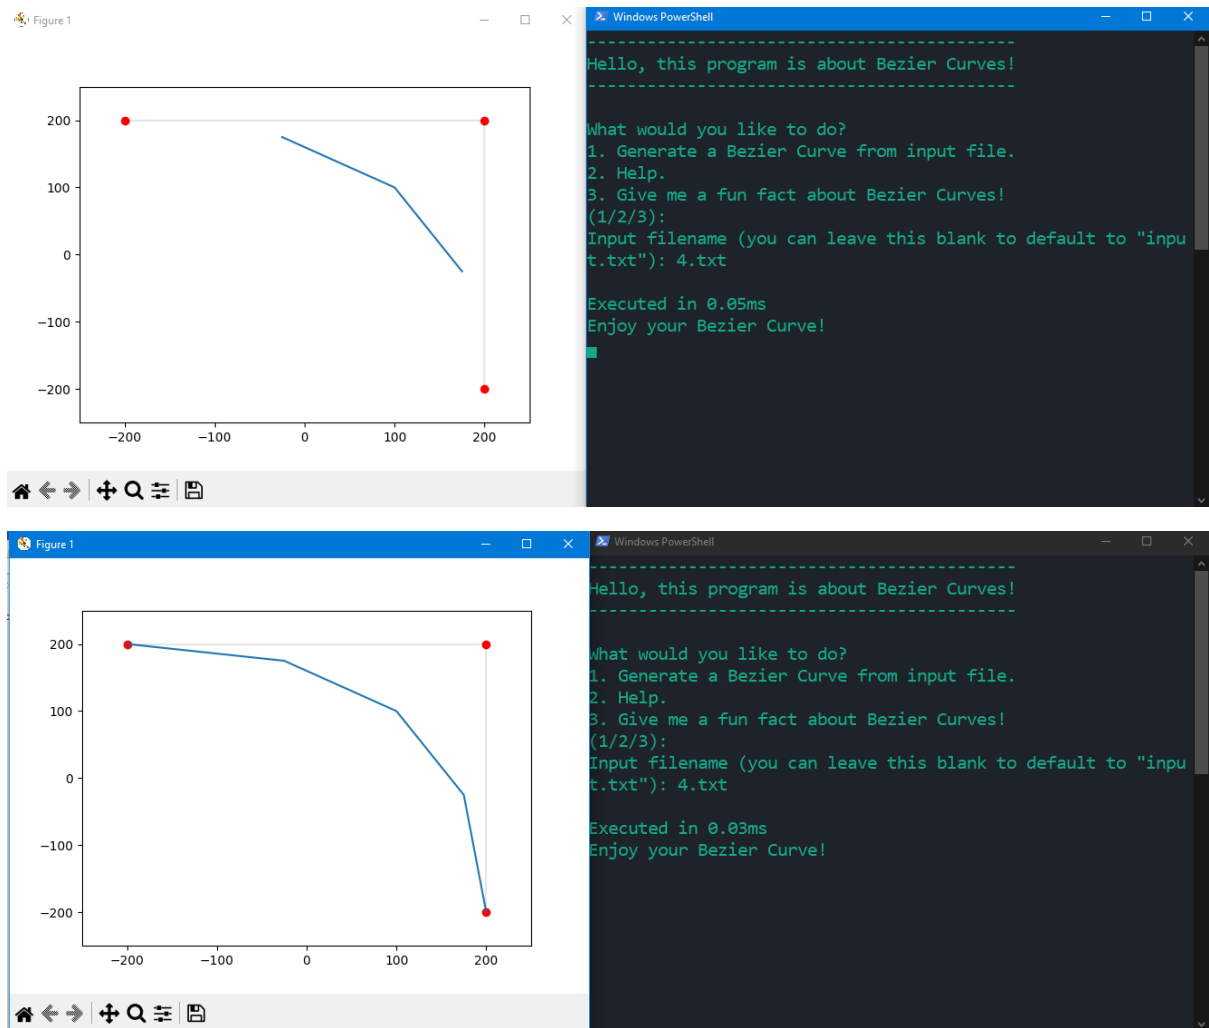 Figure 1
200
100
0
−100
−200
−200
−100
0
100
200
Windows PowerShell
-------------------------------------------
Hello, this program is about Bezier Curves!
-------------------------------------------
What would you like to do?
1. Generate a Bezier Curve from input file.
2. Help.
3. Give me a fun fact about Bezier Curves!
(1/2/3):
Input filename (you can leave this blank to default to "inpu
t.txt"): 4.txt
Executed in 0.05ms
Enjoy your Bezier Curve!
Figure 1
200
100
0
−100
−200
−200
−100
0
100
200
Windows PowerShell
-------------------------------------------
Hello, this program is about Bezier Curves!
-------------------------------------------
What would you like to do?
1. Generate a Bezier Curve from input file.
2. Help.
3. Give me a fun fact about Bezier Curves!
(1/2/3):
Input filename (you can leave this blank to default to "inpu
t.txt"): 4.txt
Executed in 0.03ms
Enjoy your Bezier Curve!